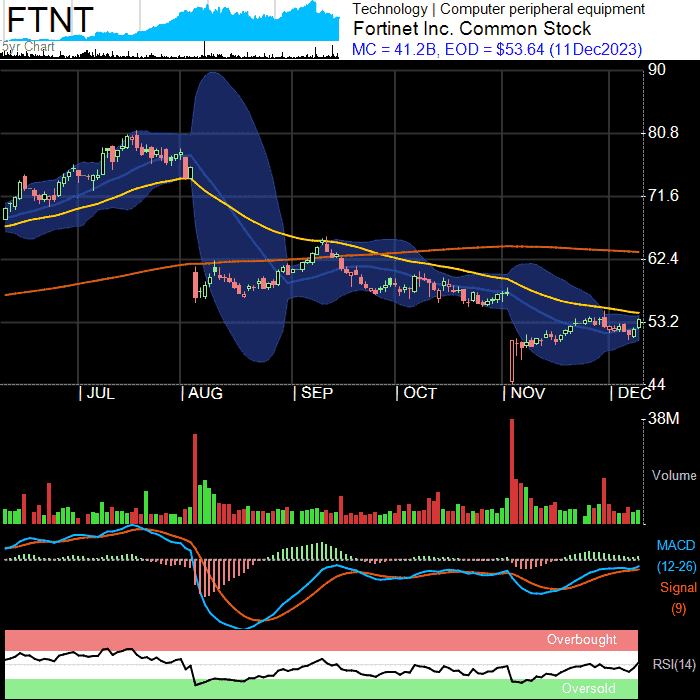 FTNT
5yr Chart
Technology | Computer peripheral equipment
Fortinet Inc. Common Stock
MC = 41.2B, EOD = $53.64 (11Dec2023)
90
80.8
71.6
62.4
53.2
44
| JUL | AUG | SEP | OCT | NOV | DEC
38M
Volume
MACD
(12-26)
Signal
(9)
Overbought
RSI(14)
Oversold